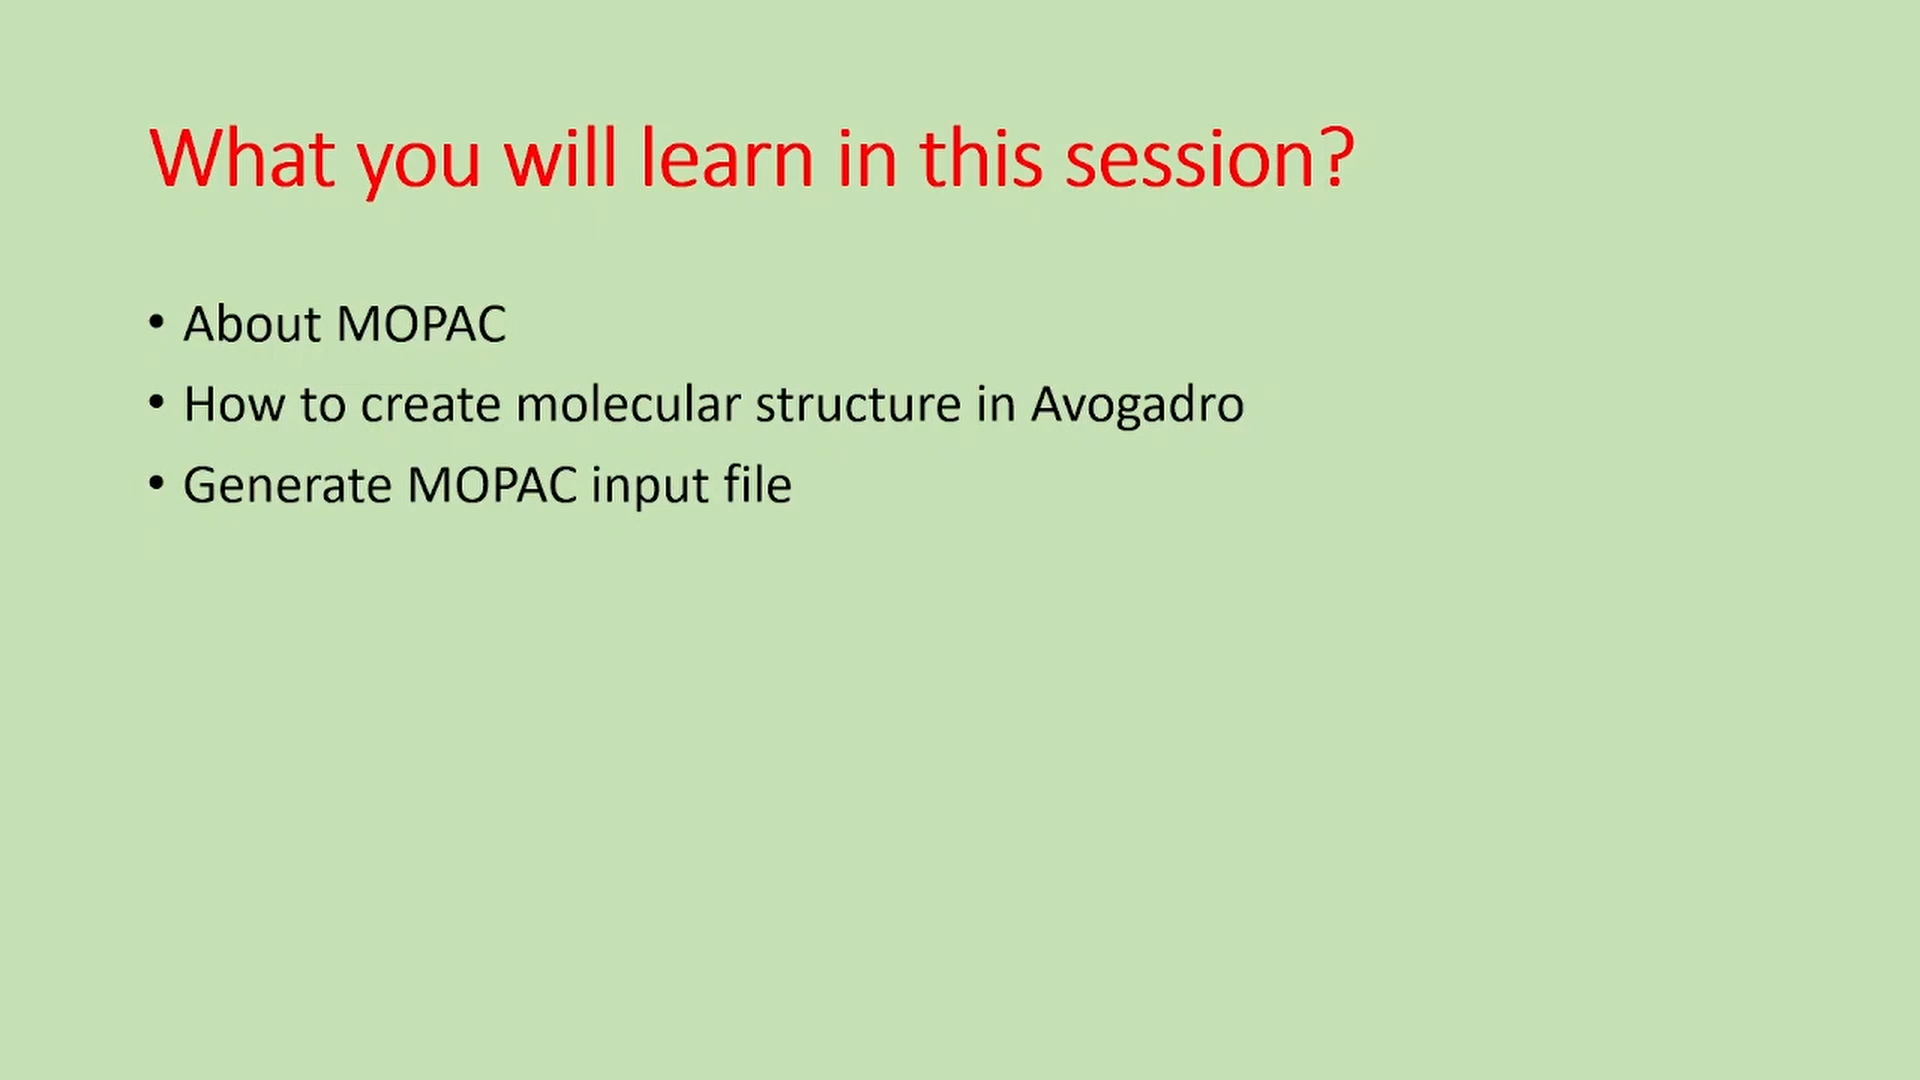 What you will learn in this session?
• About MOPAC
• How to create molecular structure in Avogadro
• Generate MOPAC input file